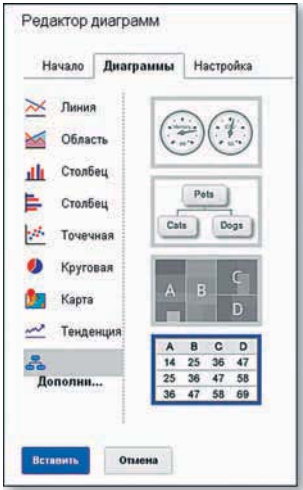 Редактор диаграмм
Начало Диаграммы Настройка
Линия
Область
Столбец
Столбец
Точечная
Круговая
Карта
Тенденция
Дополни...
Memory
Pets
Cats Dogs
A B C D
A B C D
14 25 36 47
25 36 47 58
36 47 58 69
Вставить Отмена